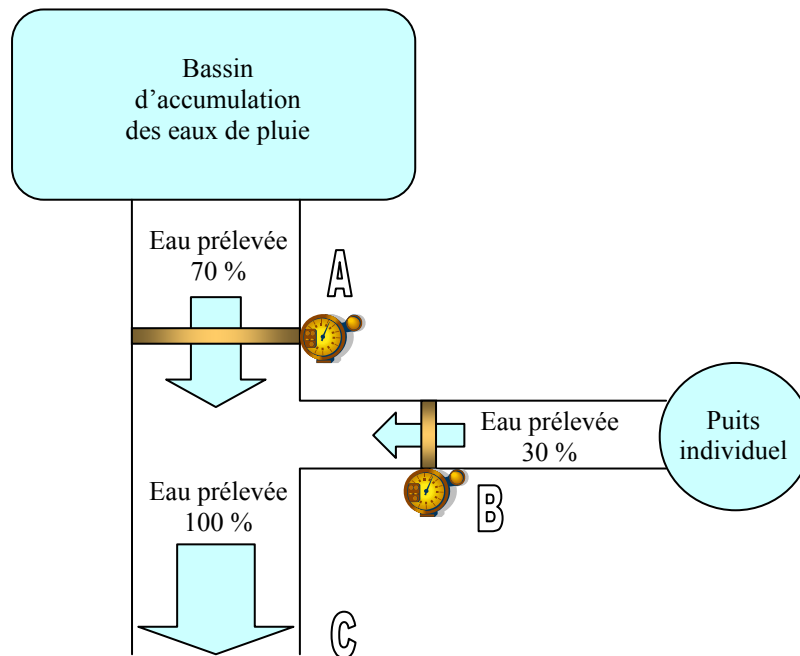 Bassin
d'accumulation
des eaux de pluie
Eau prélevée
70 %
A
Eau prélevée
30 %
Puits
individuel
B
Eau prélevée
100 %
C